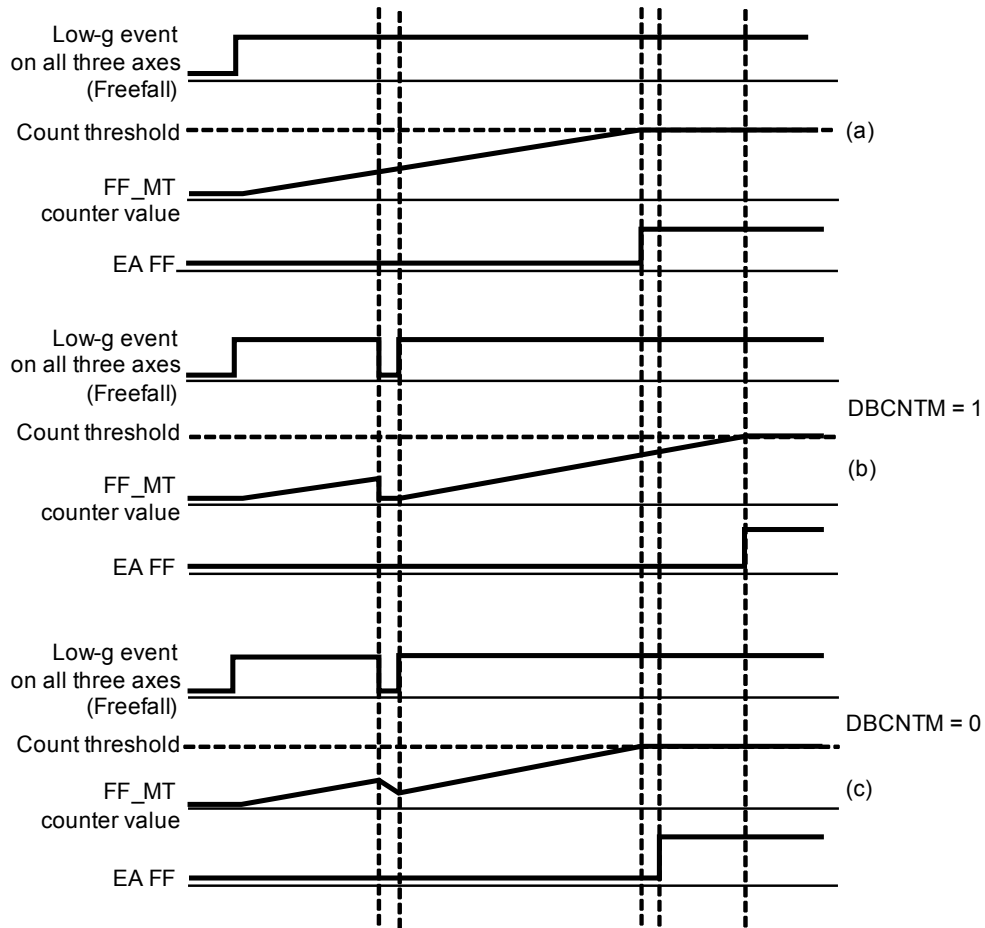 Low-g event
on all three axes
(Freefall)
Count threshold
(a)
FF_MT
counter value
EA FF
Low-g event
on all three axes
(Freefall)
DBCNTM = 1
Count threshold
(b)
FF_MT
counter value
EA FF
Low-g event
on all three axes
(Freefall)
DBCNTM = 0
Count threshold
(c)
FF_MT
counter value
EA FF